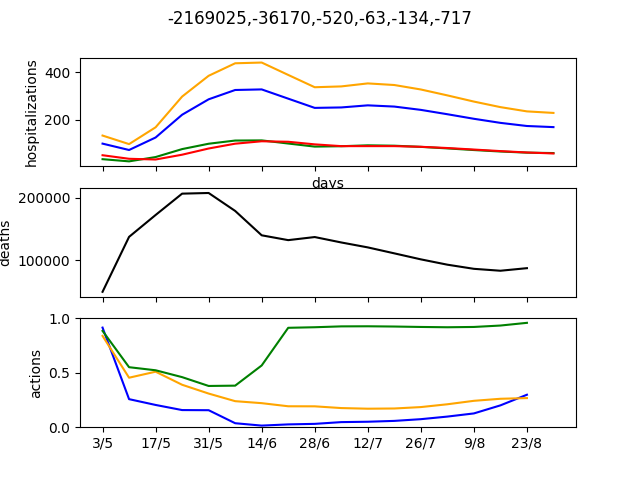 -2169025,-36170,-520,-63,-134,-717
400
200
hospitalizations
days
200000
100000
deaths
1.0
0.5
0.0
actions
3/5 17/5 31/5 14/6 28/6 12/7 26/7 9/8 23/8